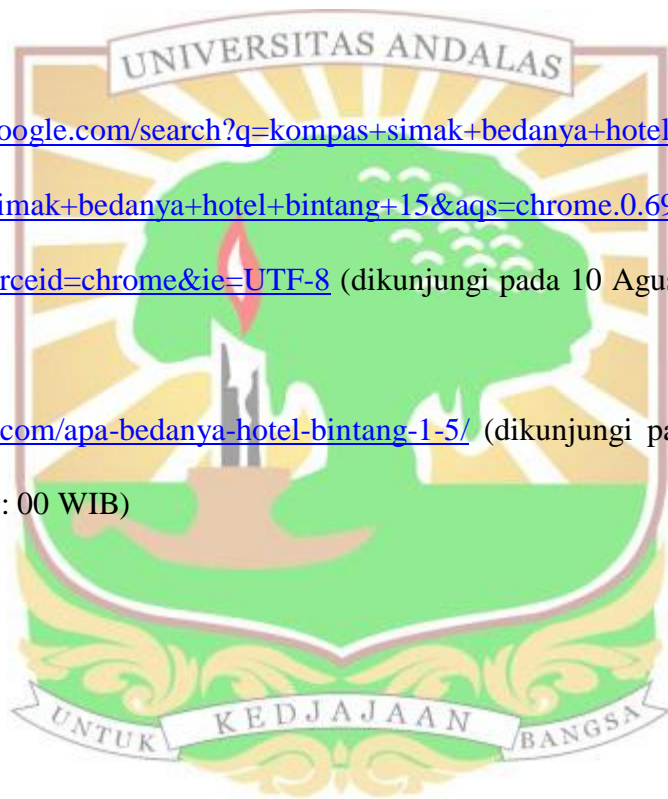 UNIVERSITAS ANDALAS
oogle.com/search?q=kompas+simak+bedanya+hotel
imak+bedanya+hotel+bintang+15&aqs=chrome.0.69
rceid=chrome&ie=UTF-8 (dikunjungi pada 10 Agus
.com/apa-bedanya-hotel-bintang-1-5/ (dikunjungi pa
: 00 WIB)
UNTUK KEDJAJAAN BANGSA